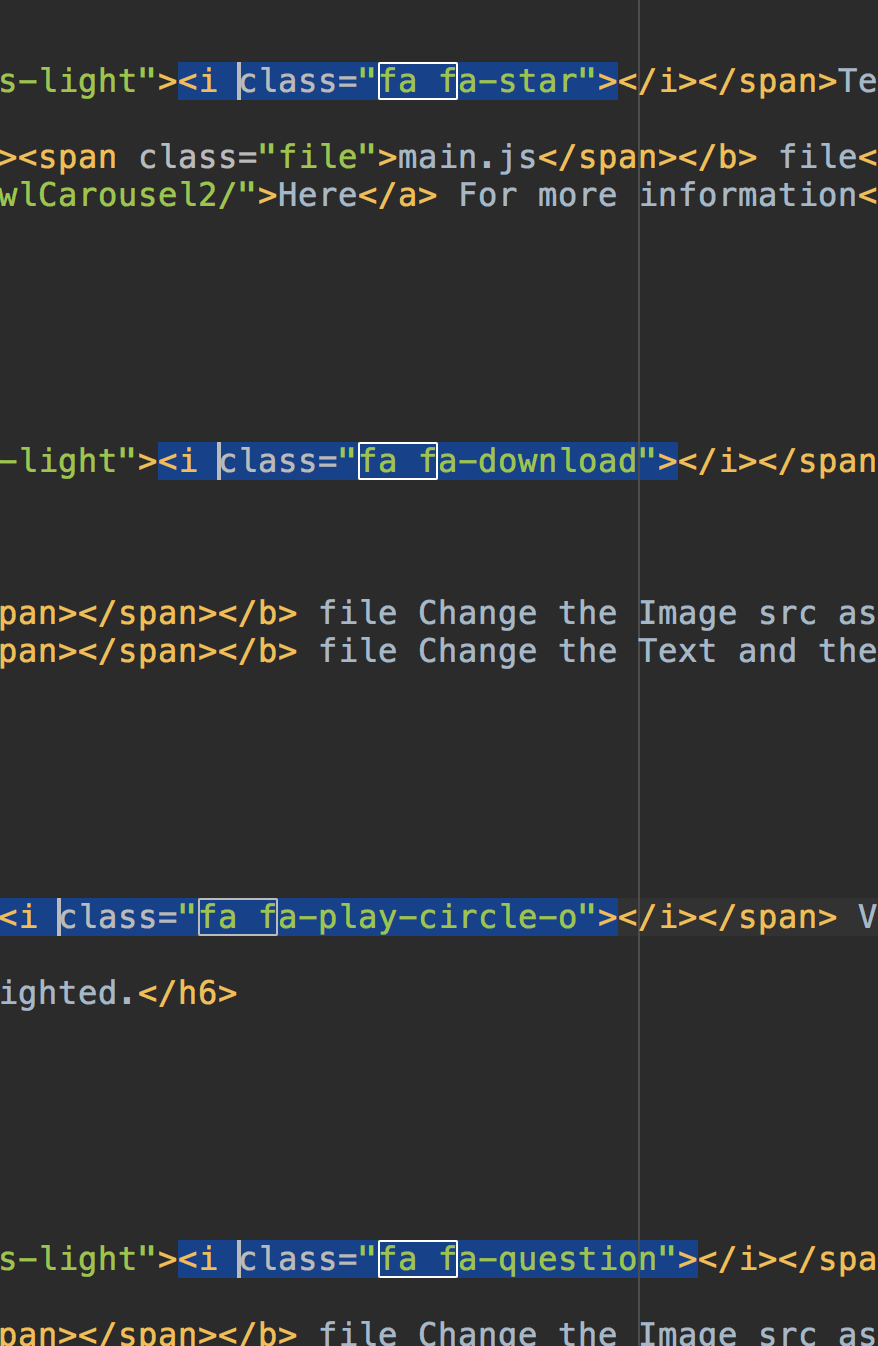 s-light"><i class="fa fa-star"></i></span>Te
><span class="file">main.js</span></b> file<
wlCarousel2/">Here</a> For more information<
-light"><i class="fa fa-download"></i></span
pan></span></b> file Change the Image src as
pan></span></b> file Change the Text and the
<i class="fa fa-play-circle-o"></i></span> V
ighted.</h6>
s-light"><i class="fa fa-question"></i></spa
pan></span></b> file Change the Image src as